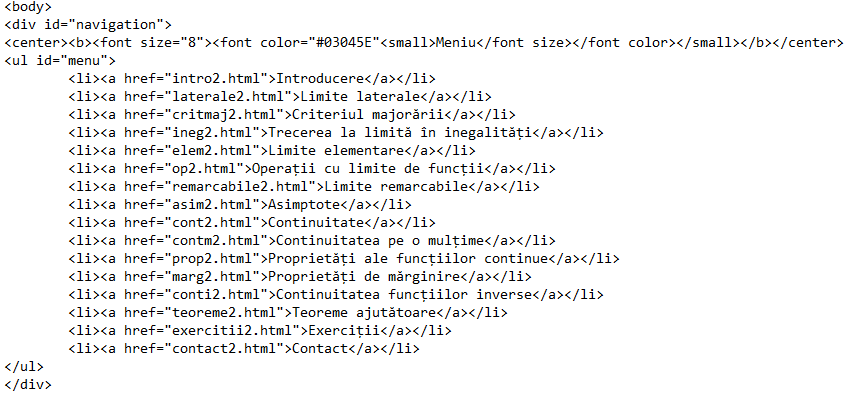 <body>
<div id="navigation">
<center><b><font size="8"><font color="#03045E"<small>Meniu</font size></font color></small></b></center>
<ul id="menu">
<li><a href="intro2.html">Introducere</a></li>
<li><a href="laterale2.html">Limite laterale</a></li>
<li><a href="critmaj2.html">Criteriul majorării</a></li>
<li><a href="ineg2.html">Trecerea la limită în inegalități</a></li>
<li><a href="elem2.html">Limite elementare</a></li>
<li><a href="op2.html">Operații cu limite de funcții</a></li>
<li><a href="remarcabile2.html">Limite remarcabile</a></li>
<li><a href="asim2.html">Asimptote</a></li>
<li><a href="cont2.html">Continuitate</a></li>
<li><a href="contm2.html">Continuitatea pe o mulțime</a></li>
<li><a href="prop2.html">Proprietăți ale funcțiilor continue</a></li>
<li><a href="marg2.html">Proprietăți de mărginire</a></li>
<li><a href="conti2.html">Continuitatea funcțiilor inverse</a></li>
<li><a href="teoreme2.html">Teoreme ajutătoare</a></li>
<li><a href="exercitii2.html">Exerciții</a></li>
<li><a href="contact2.html">Contact</a></li>
</ul>
</div>